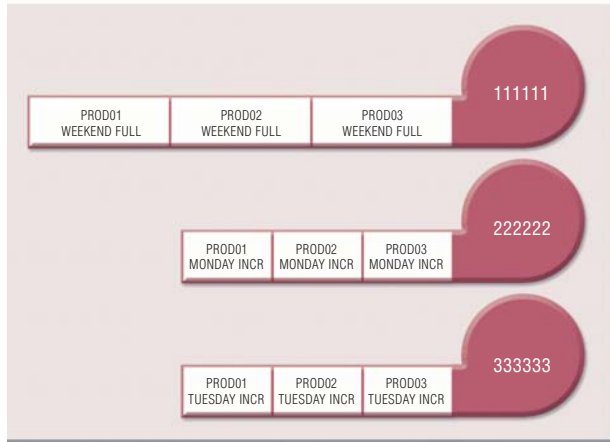 111111
PROD01 PROD02 PROD03
WEEKEND FULL WEEKEND FULL WEEKEND FULL
222222
PROD01 PROD02 PROD03
MONDAY INCR MONDAY INCR MONDAY INCR
333333
PROD01 PROD02 PROD03
TUESDAY INCR TUESDAY INCR TUESDAY INCR